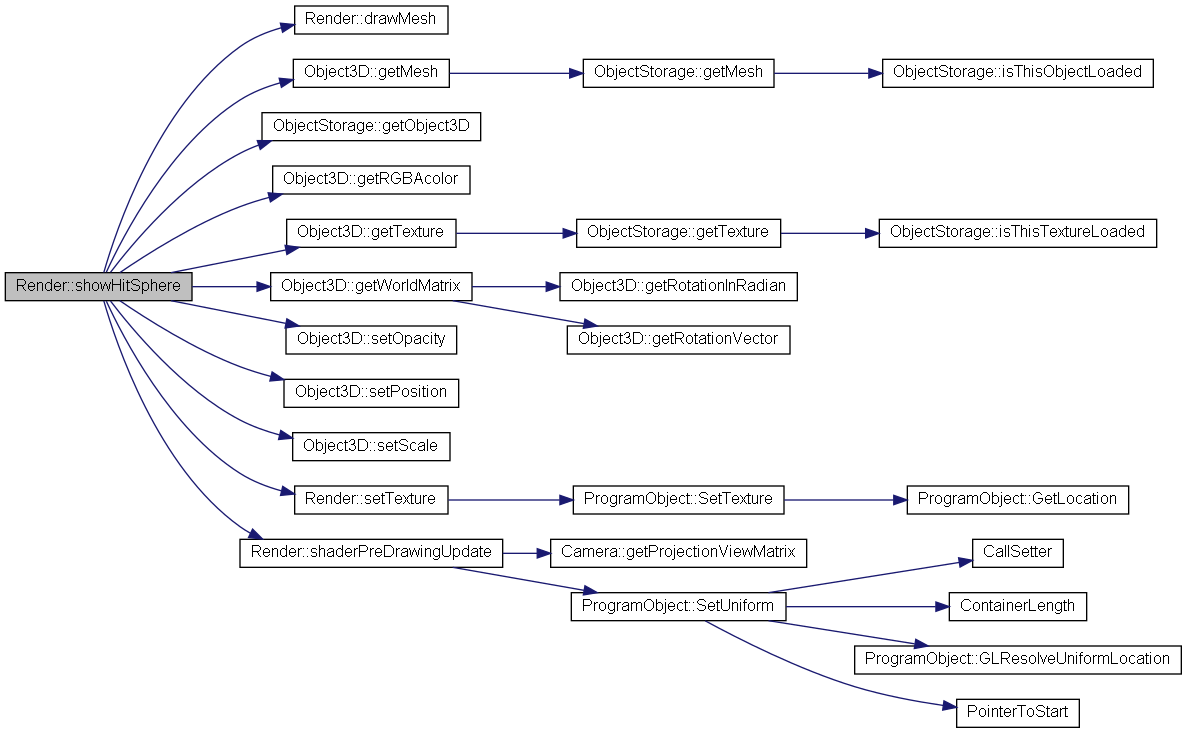 Render::drawMesh
Object3D::getMesh
ObjectStorage::getMesh
ObjectStorage::isThisObjectLoaded
ObjectStorage::getObject3D
Object3D::getRGBAcolor
Object3D::getTexture
ObjectStorage::getTexture
ObjectStorage::isThisTextureLoaded
Render::showHitSphere
Object3D::getWorldMatrix
Object3D::getRotationInRadian
Object3D::setOpacity
Object3D::getRotationVector
Object3D::setPosition
Object3D::setScale
Render::setTexture
ProgramObject::SetTexture
ProgramObject::GetLocation
Render::shaderPreDrawingUpdate
Camera::getProjectionViewMatrix
CallSetter
ProgramObject::SetUniform
ContainerLength
ProgramObject::GLResolveUniformLocation
PointerToStart